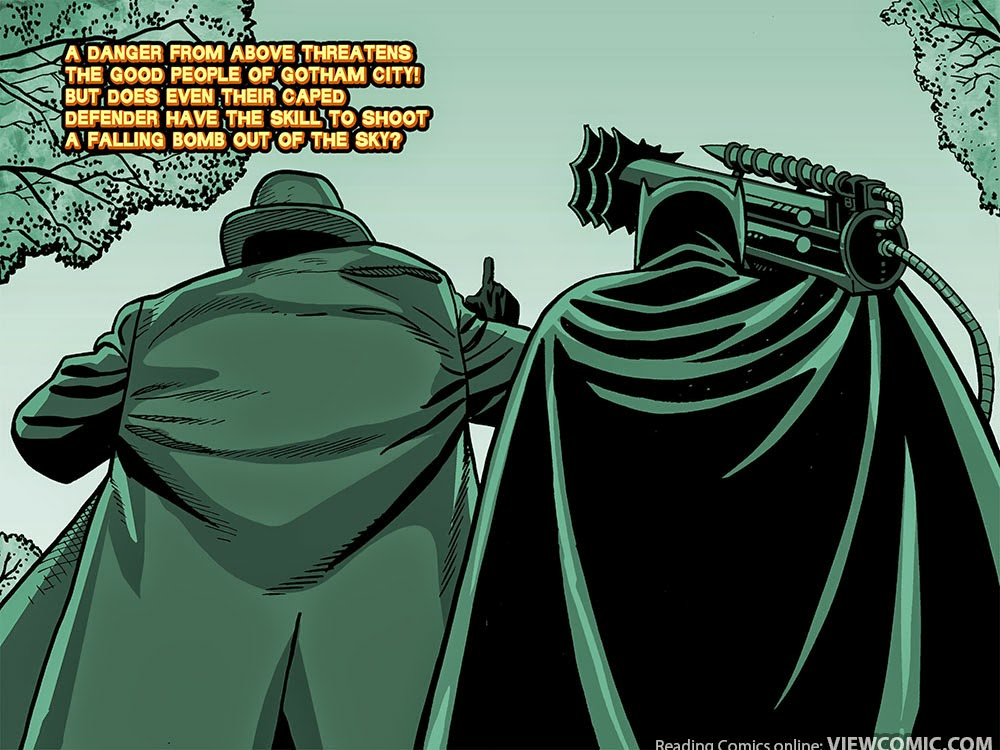 A DANGER FROM ABOVE THREATENS
THE GOOD PEOPLE OF GOTHAM CITY!
BUT DOES EVEN THEIR CAPED
DEFENDER HAVE THE SKILL TO SHOOT
A FALLING BOMB OUT OF THE SKY?
Reading Comics online: VIEWCOMIC.COM